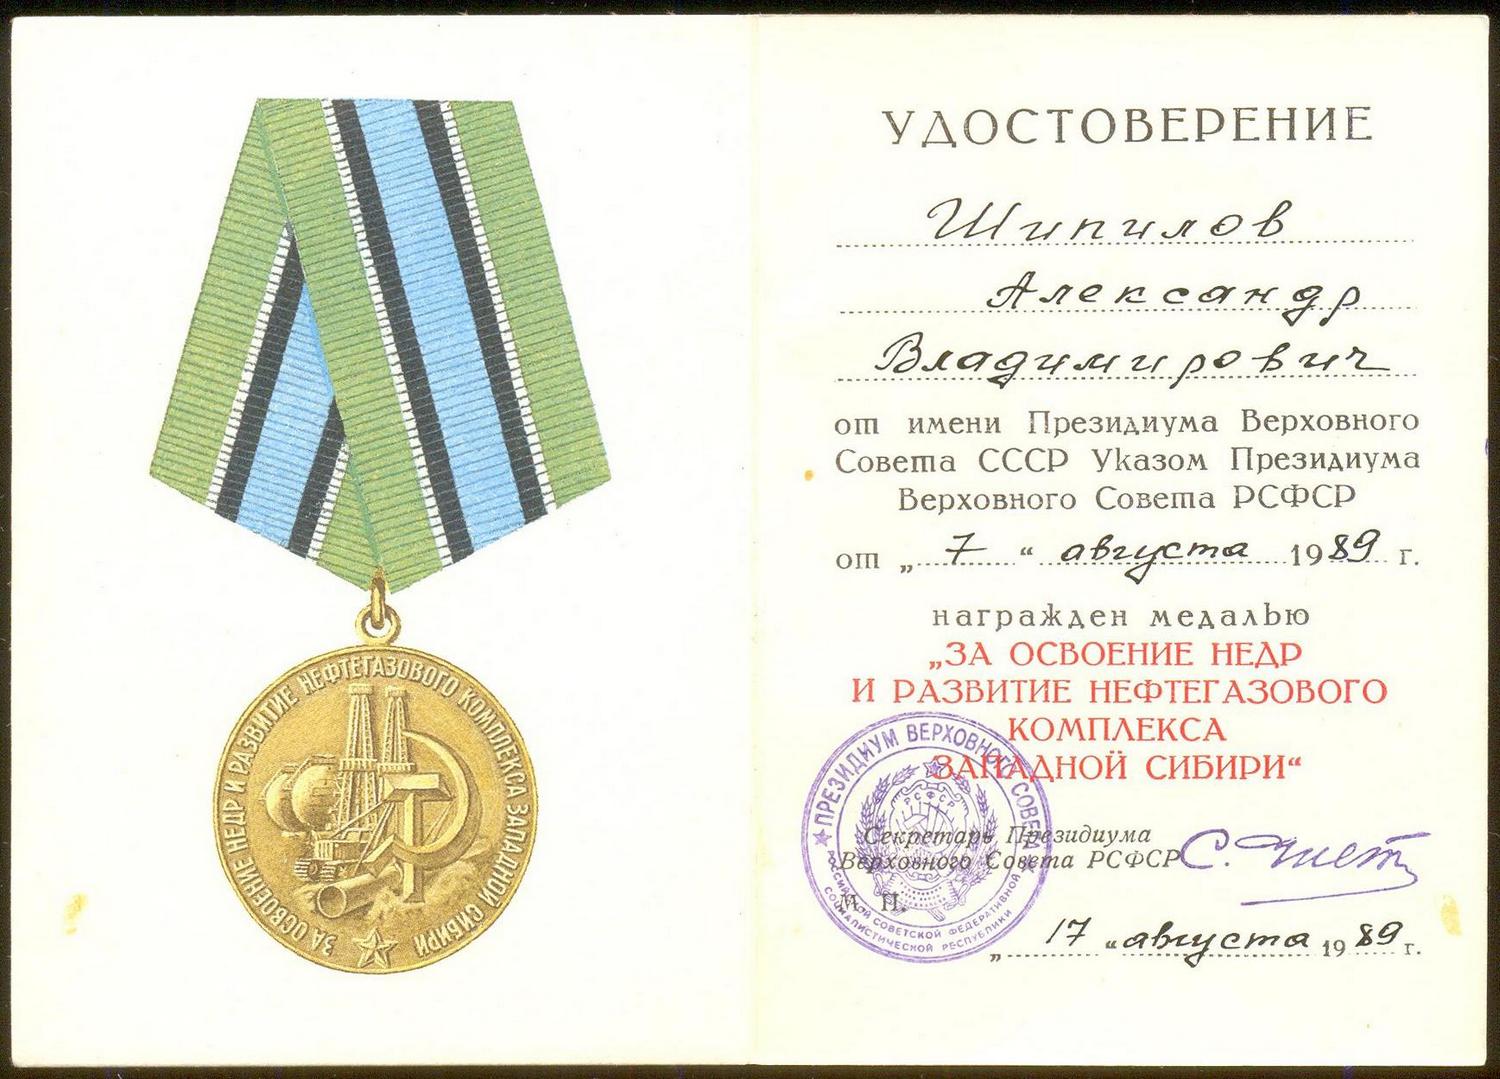 ЗА ОСВОЕНИЕ НЕДР И РАЗВИТИЕ НЕФТЕГАЗОВОГО КОМПЛЕКСА ЗАПАДНОЙ СИБИРИ
УДОСТОВЕРЕНИЕ
Шипилов
Александр
Владимирович
от имени Президиума Верховного
Совета СССР Указом Президиума
Верховного Совета РСФСР
от „ 7 “ августа 1989 г.
награжден медалью
„ЗА ОСВОЕНИЕ НЕДР
И РАЗВИТИЕ НЕФТЕГАЗОВОГО
КОМПЛЕКСА
ЗАПАДНОЙ СИБИРИ“
ПРЕЗИДИУМ ВЕРХОВНОГО СОВЕТА
РОССИЙСКОЙ СОВЕТСКОЙ ФЕДЕРАТИВНОЙ
СОЦИАЛИСТИЧЕСКОЙ РЕСПУБЛИКИ
РСФСР
Секретарь Президиума
Верховного Совета РСФСР
М. П.
„ 17 “ августа 1989 г.